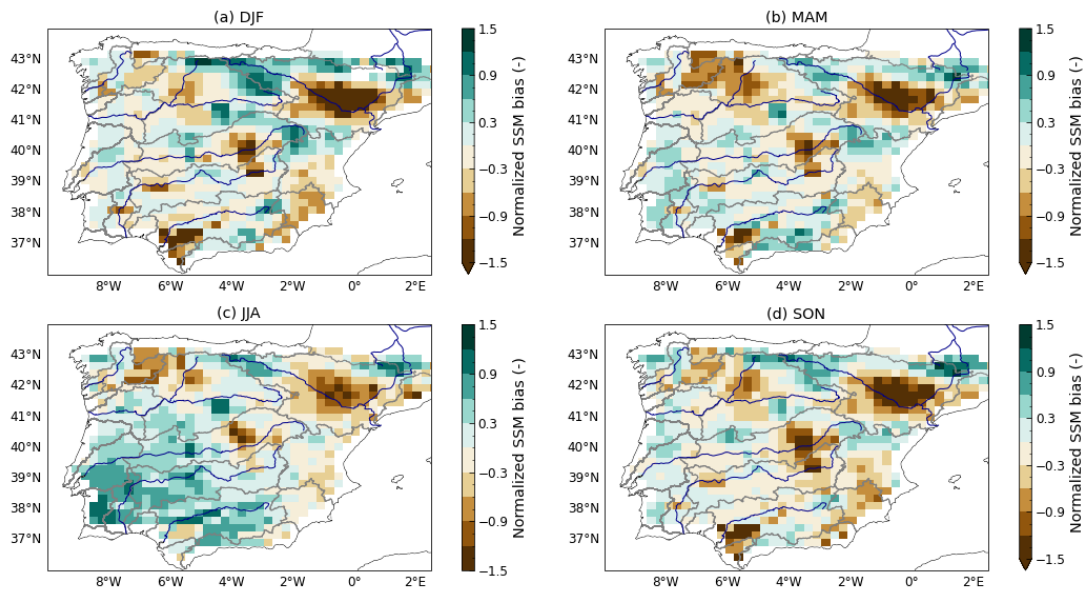 (a) DJF
(b) MAM
43°N
42°N
41°N
40°N
39°N
38°N
37°N
8°W 6°W 4°W 2°W 0° 2°E
1.5
0.9
0.3
−0.3
−0.9
−1.5
Normalized SSM bias (-)
43°N
42°N
41°N
40°N
39°N
38°N
37°N
8°W 6°W 4°W 2°W 0° 2°E
1.5
0.9
0.3
−0.3
−0.9
−1.5
Normalized SSM bias (-)
(c) JJA
(d) SON
43°N
42°N
41°N
40°N
39°N
38°N
37°N
8°W 6°W 4°W 2°W 0° 2°E
1.5
0.9
0.3
−0.3
−0.9
−1.5
Normalized SSM bias (-)
43°N
42°N
41°N
40°N
39°N
38°N
37°N
8°W 6°W 4°W 2°W 0° 2°E
1.5
0.9
0.3
−0.3
−0.9
−1.5
Normalized SSM bias (-)